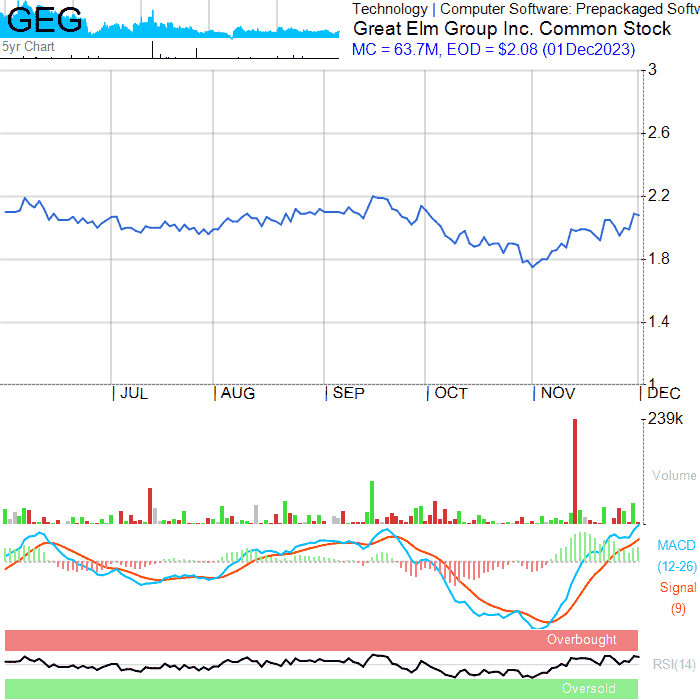 GEG
5yr Chart
Technology | Computer Software: Prepackaged Softw
Great Elm Group Inc. Common Stock
MC = 63.7M, EOD = $2.08 (01Dec2023)
3
2.6
2.2
1.8
1.4
1
JUL
AUG
SEP
OCT
NOV
DEC
239k
Volume
MACD
(12-26)
Signal
(9)
Overbought
RSI(14)
Oversold